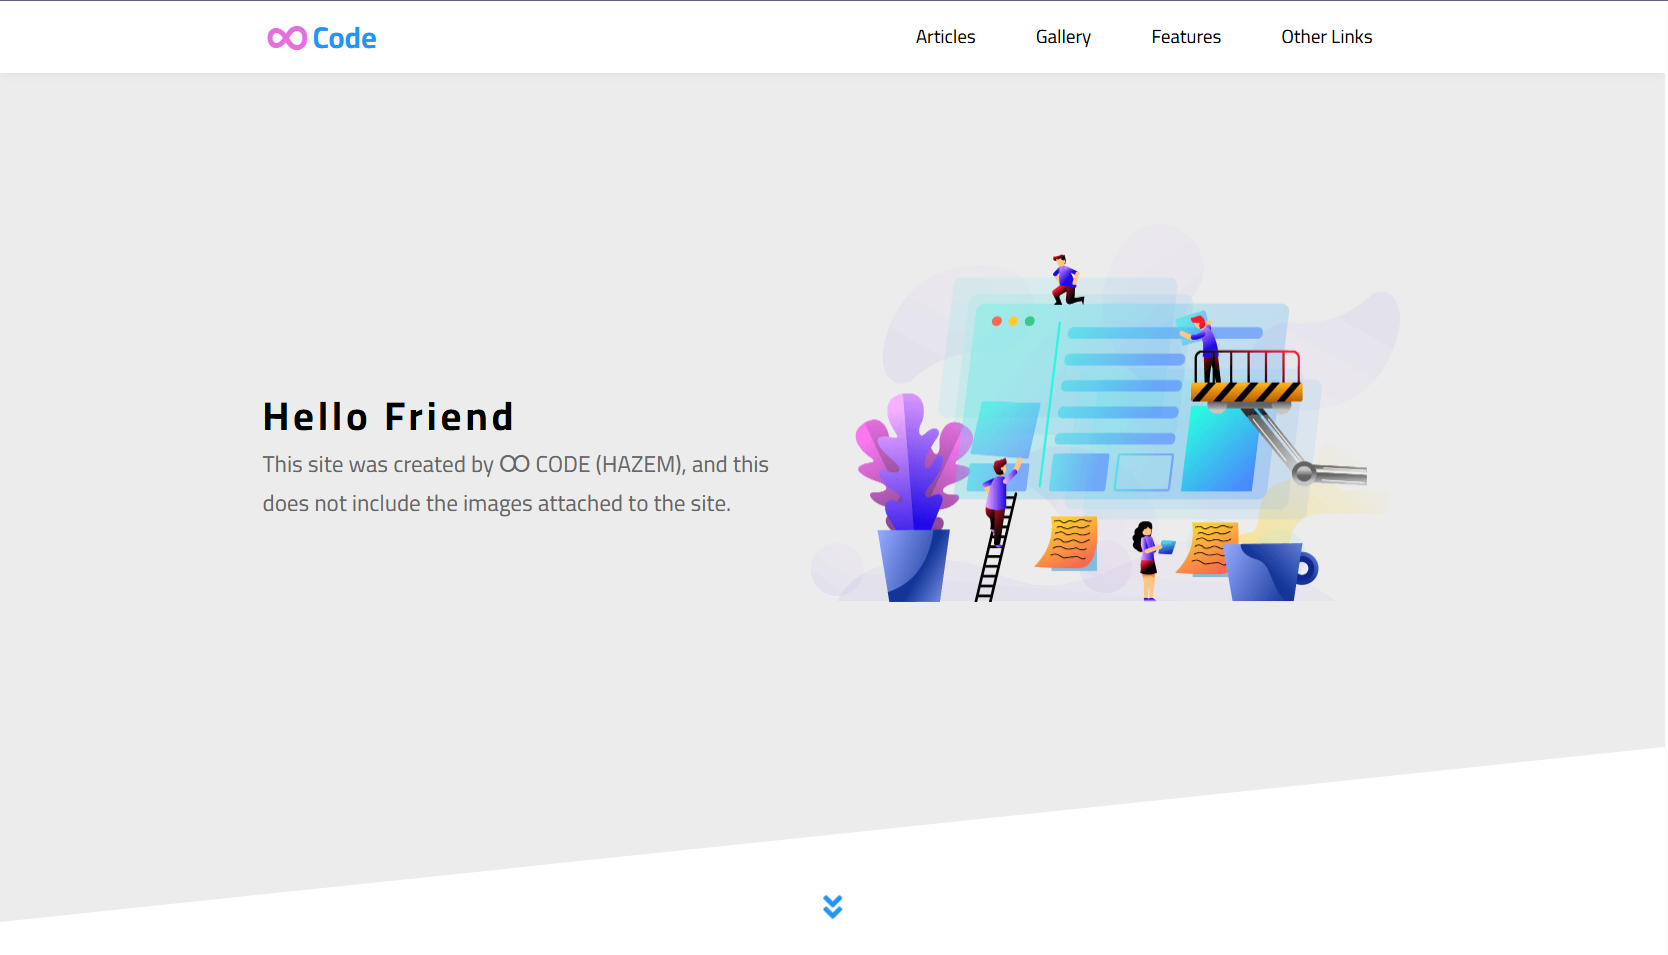 ∞ Code
Articles
Gallery
Features
Other Links
Hello Friend
This site was created by ꝏ CODE (HAZEM), and this
does not include the images attached to the site.